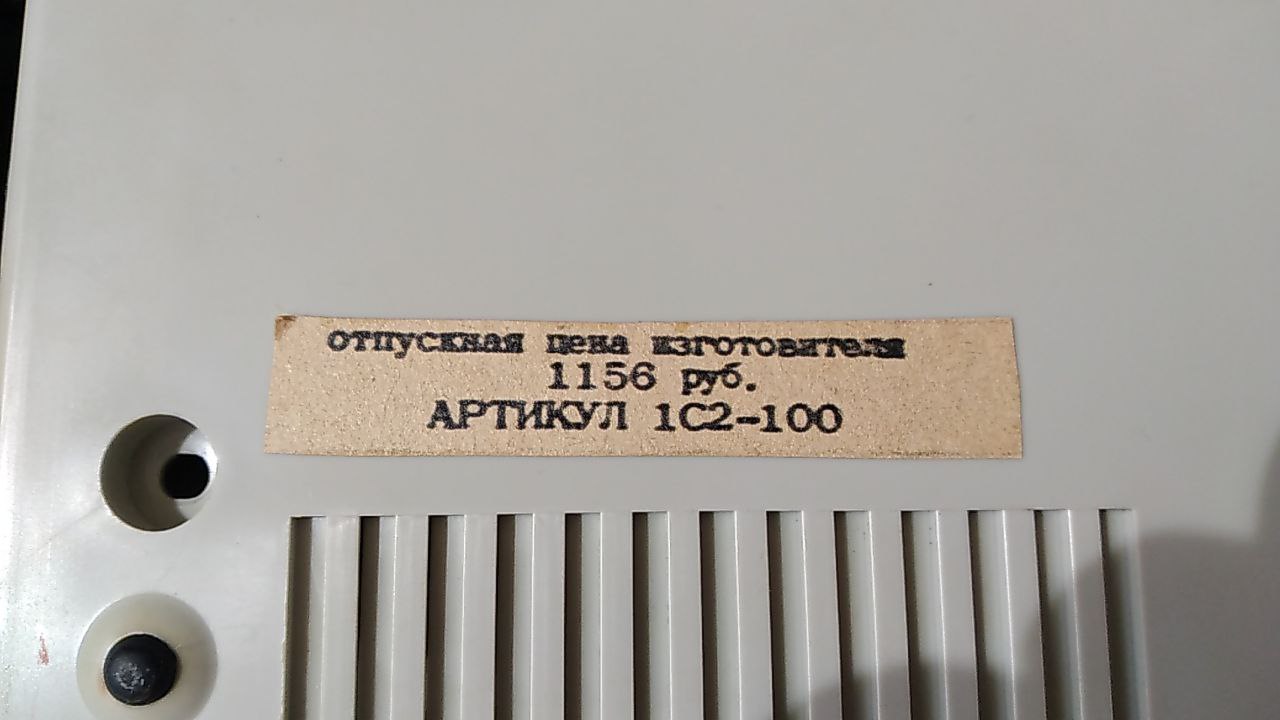 отпускная цена изготовителя
1156 руб.
АРТИКУЛ 1С2-100